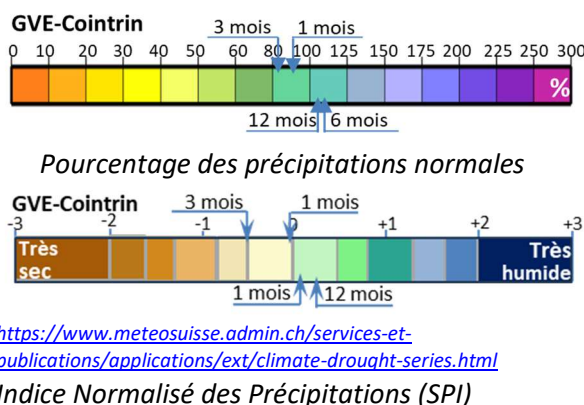 GVE-Cointrin 3 mois 1 mois
0 10 20 30 40 50 60 80 100 125 150 175 200 225 250 300
%
12 mois 6 mois
Pourcentage des précipitations normales
GVE-Cointrin 3 mois 1 mois
-3 -2 -1 0 +1 +2 +3
Très sec Très humide
1 mois 12 mois
https://www.meteosuisse.admin.ch/services-et-
publications/applications/ext/climate-drought-series.html
Indice Normalisé des Précipitations (SPI)